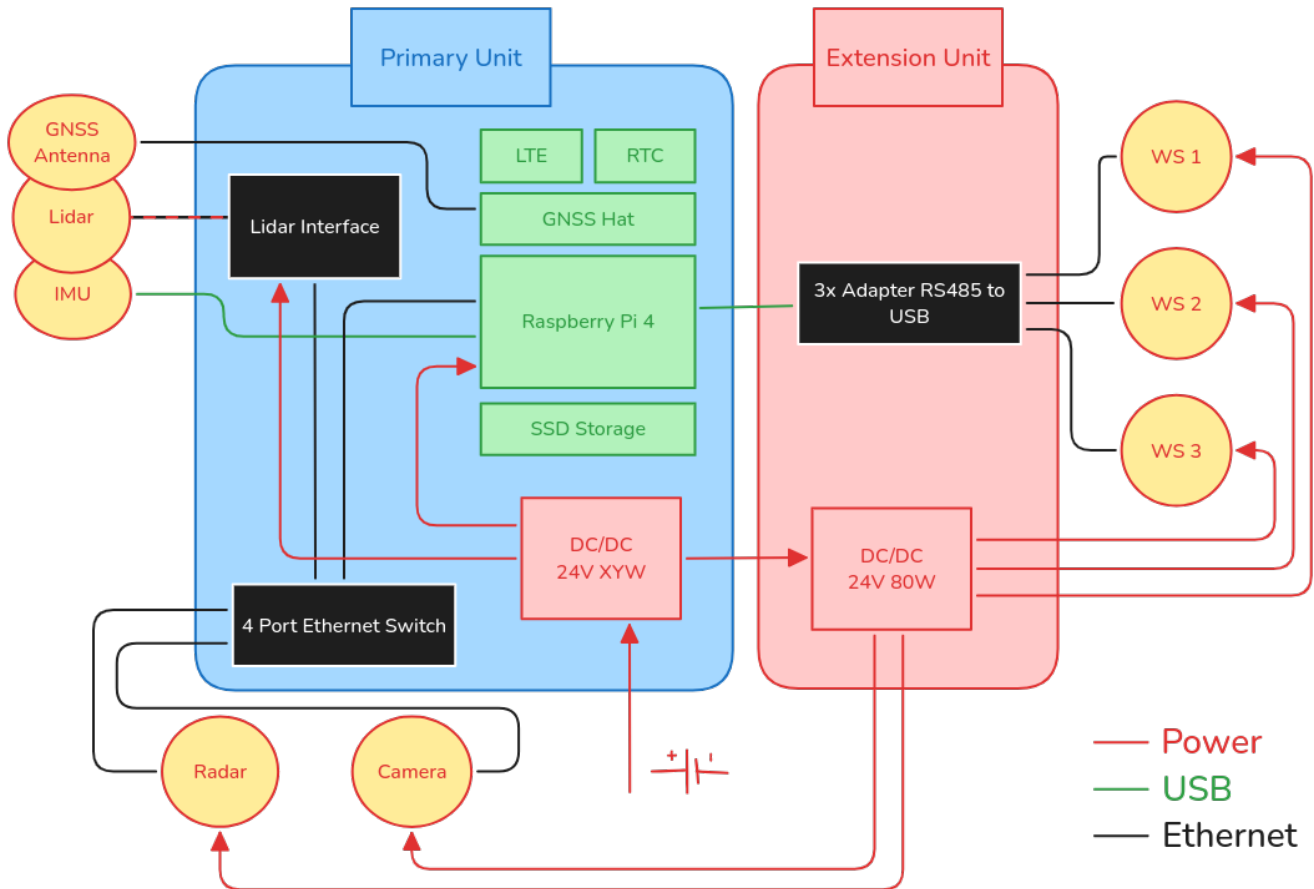 Primary Unit
Extension Unit
GNSS
Antenna
LTE
RTC
WS 1
Lidar
Lidar Interface
GNSS Hat
IMU
Raspberry Pi 4
3x Adapter RS485 to
USB
WS 2
SSD Storage
WS 3
DC/DC
24V XYW
DC/DC
24V 80W
4 Port Ethernet Switch
Radar
Camera
+
-
Power
USB
Ethernet